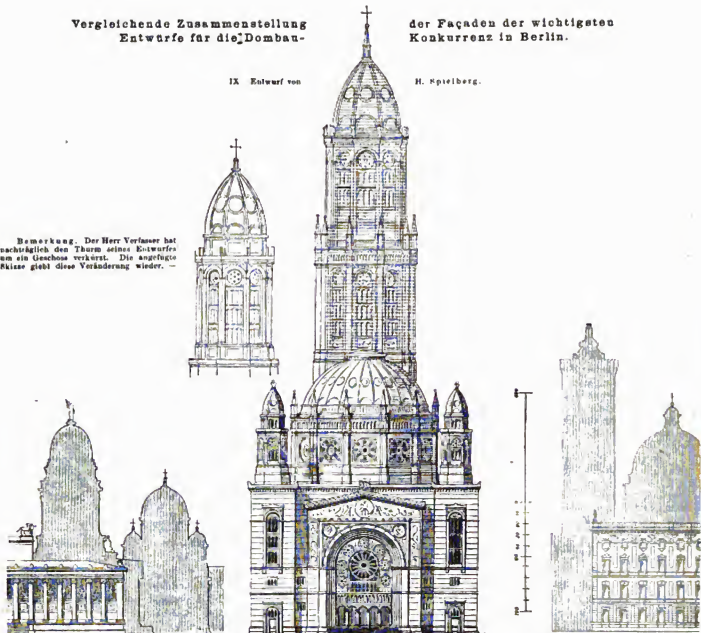 Vergleichende Zusammenstellung der Façaden der wichtigsten
Entwürfe für die Dombau- Konkurrenz in Berlin.
IX Entwurf von H. Spielberg.
Bemerkung. Der Herr Verfasser hat
nachträglich den Thurm seines Entwurfes
um ein Geschoss verkürzt. Die angefügte
Skizze giebt diese Veränderung wieder. —